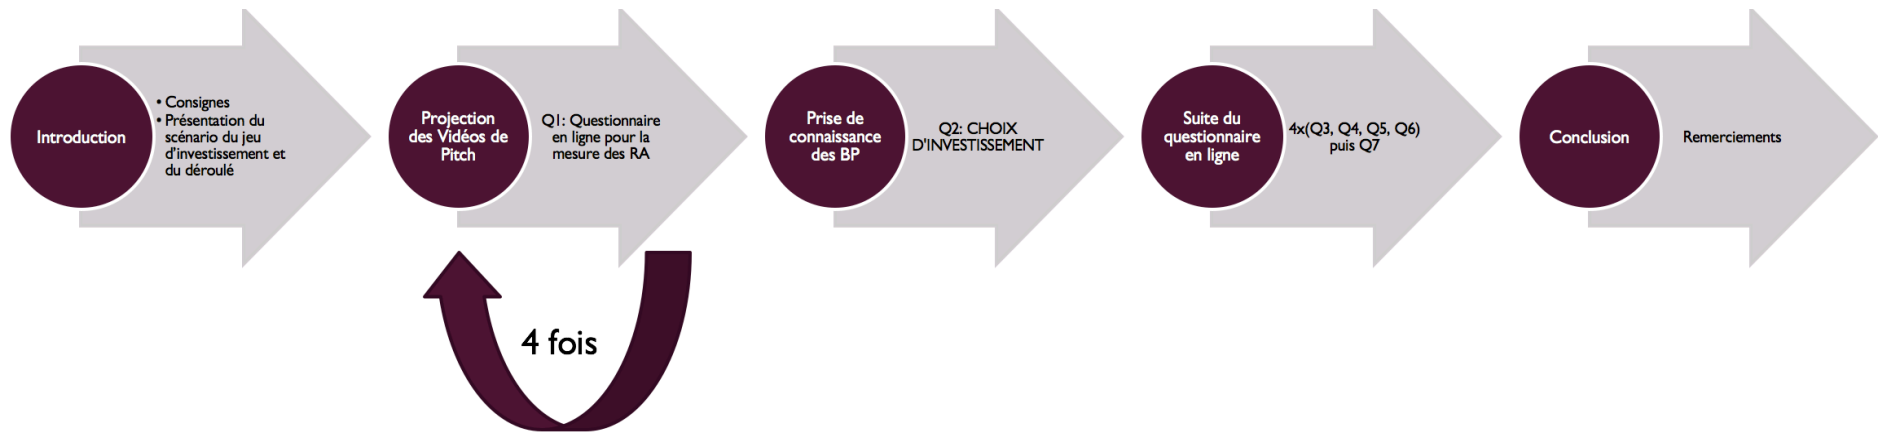 Introduction
• Consignes
• Présentation du
scénario du jeu
d'investissement et
du déroulé
Projection
des Vidéos de
Pitch
Q1: Questionnaire
en ligne pour la
mesure des RA
4 fois
Prise de
connaissance
des BP
Q2: CHOIX
D'INVESTISSEMENT
Suite du
questionnaire
en ligne
4x(Q3, Q4, Q5, Q6)
puis Q7
Conclusion
Remerciements